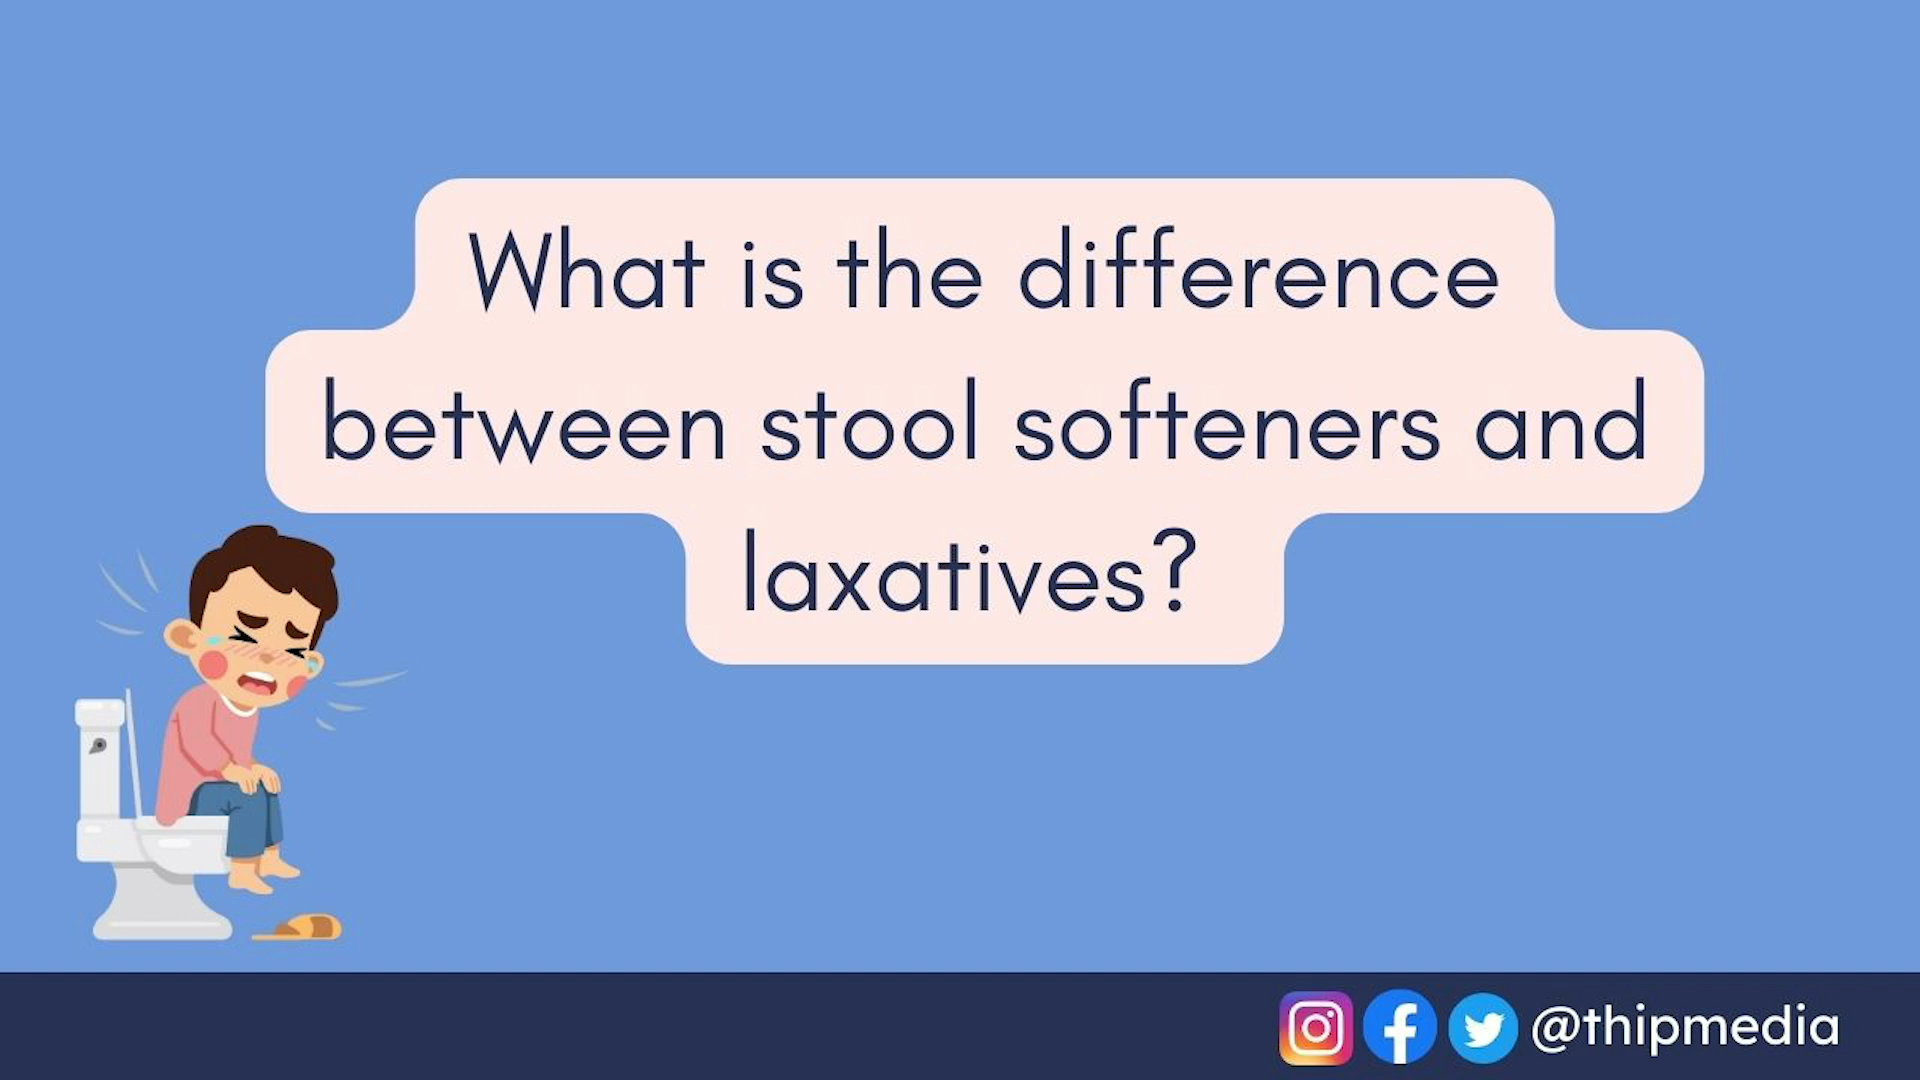 What is the difference
between stool softeners and
laxatives?
@thipmedia